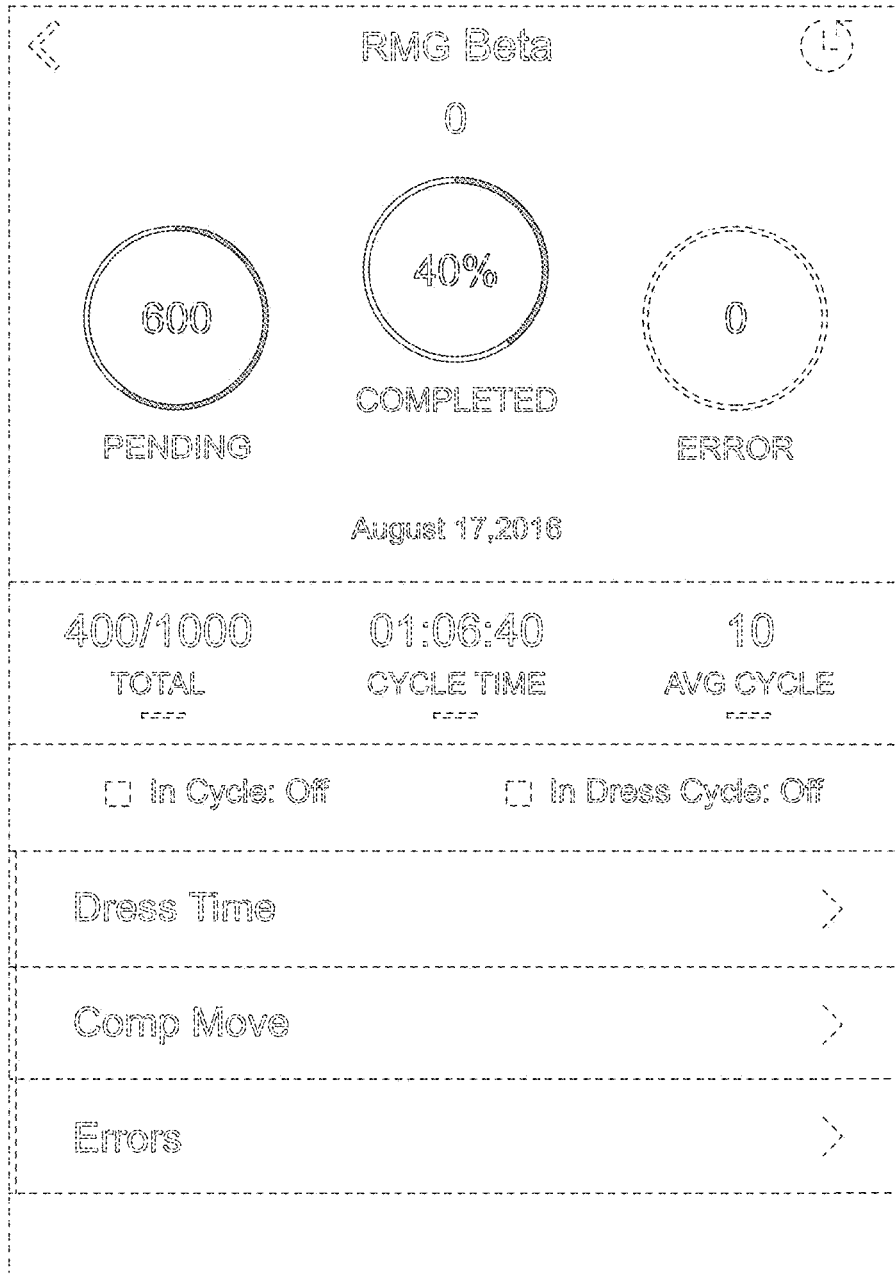 RMG Beta
0
600
40%
0
PENDING
COMPLETED
ERROR
August 17,2016
400/1000
01:06:40
10
TOTAL
CYCLE TIME
AVG CYCLE
In Cycle: Off
In Dress Cycle: Off
Dress Time
Comp Move
Errors